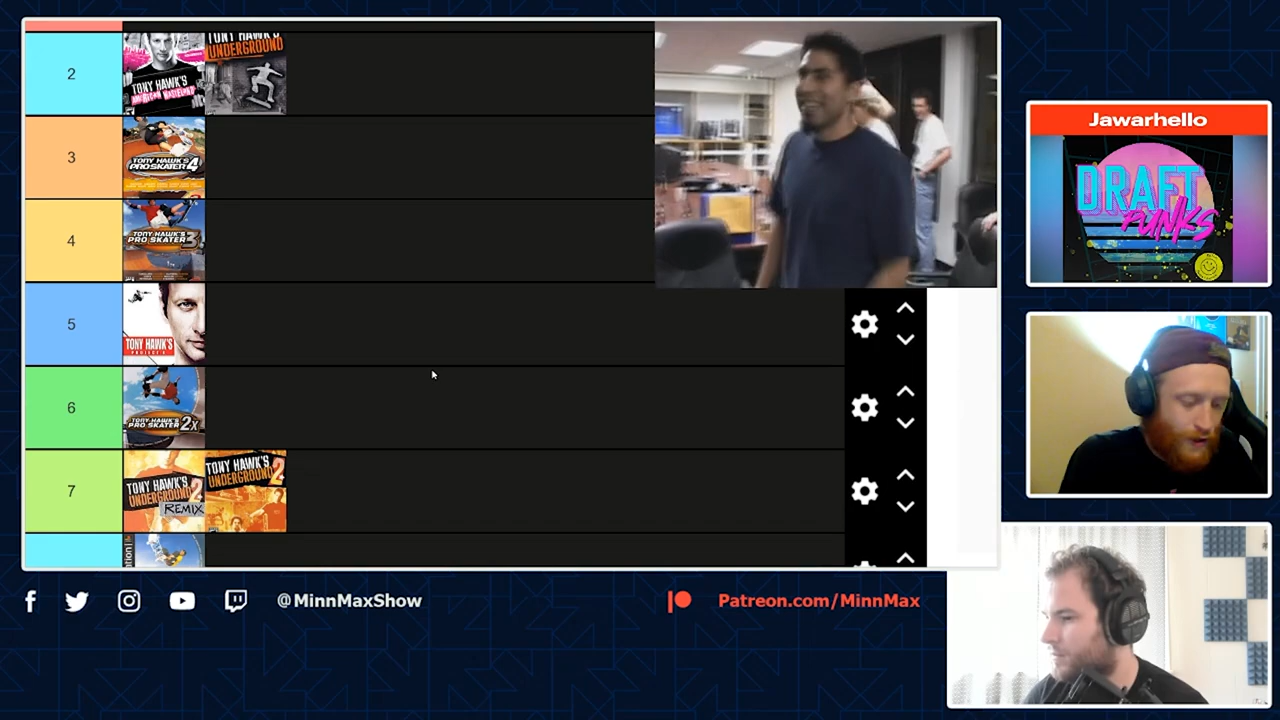 2
TONY HAWK'S
AMERICAN WASTELAND
TONY HAWK'S
UNDERGROUND
3
TONY HAWK'S
PRO SKATER 4
4
TONY HAWK'S
PRO SKATER 3
5
TONY HAWK'S
PROJECT 8
6
TONY HAWK'S
PRO SKATER 2x
7
TONY HAWK'S
UNDERGROUND 2
REMIX
TONY HAWK'S
UNDERGROUND 2
Jawarhello
DRAFT
PUNKS
@MinnMaxShow
Patreon.com/MinnMax